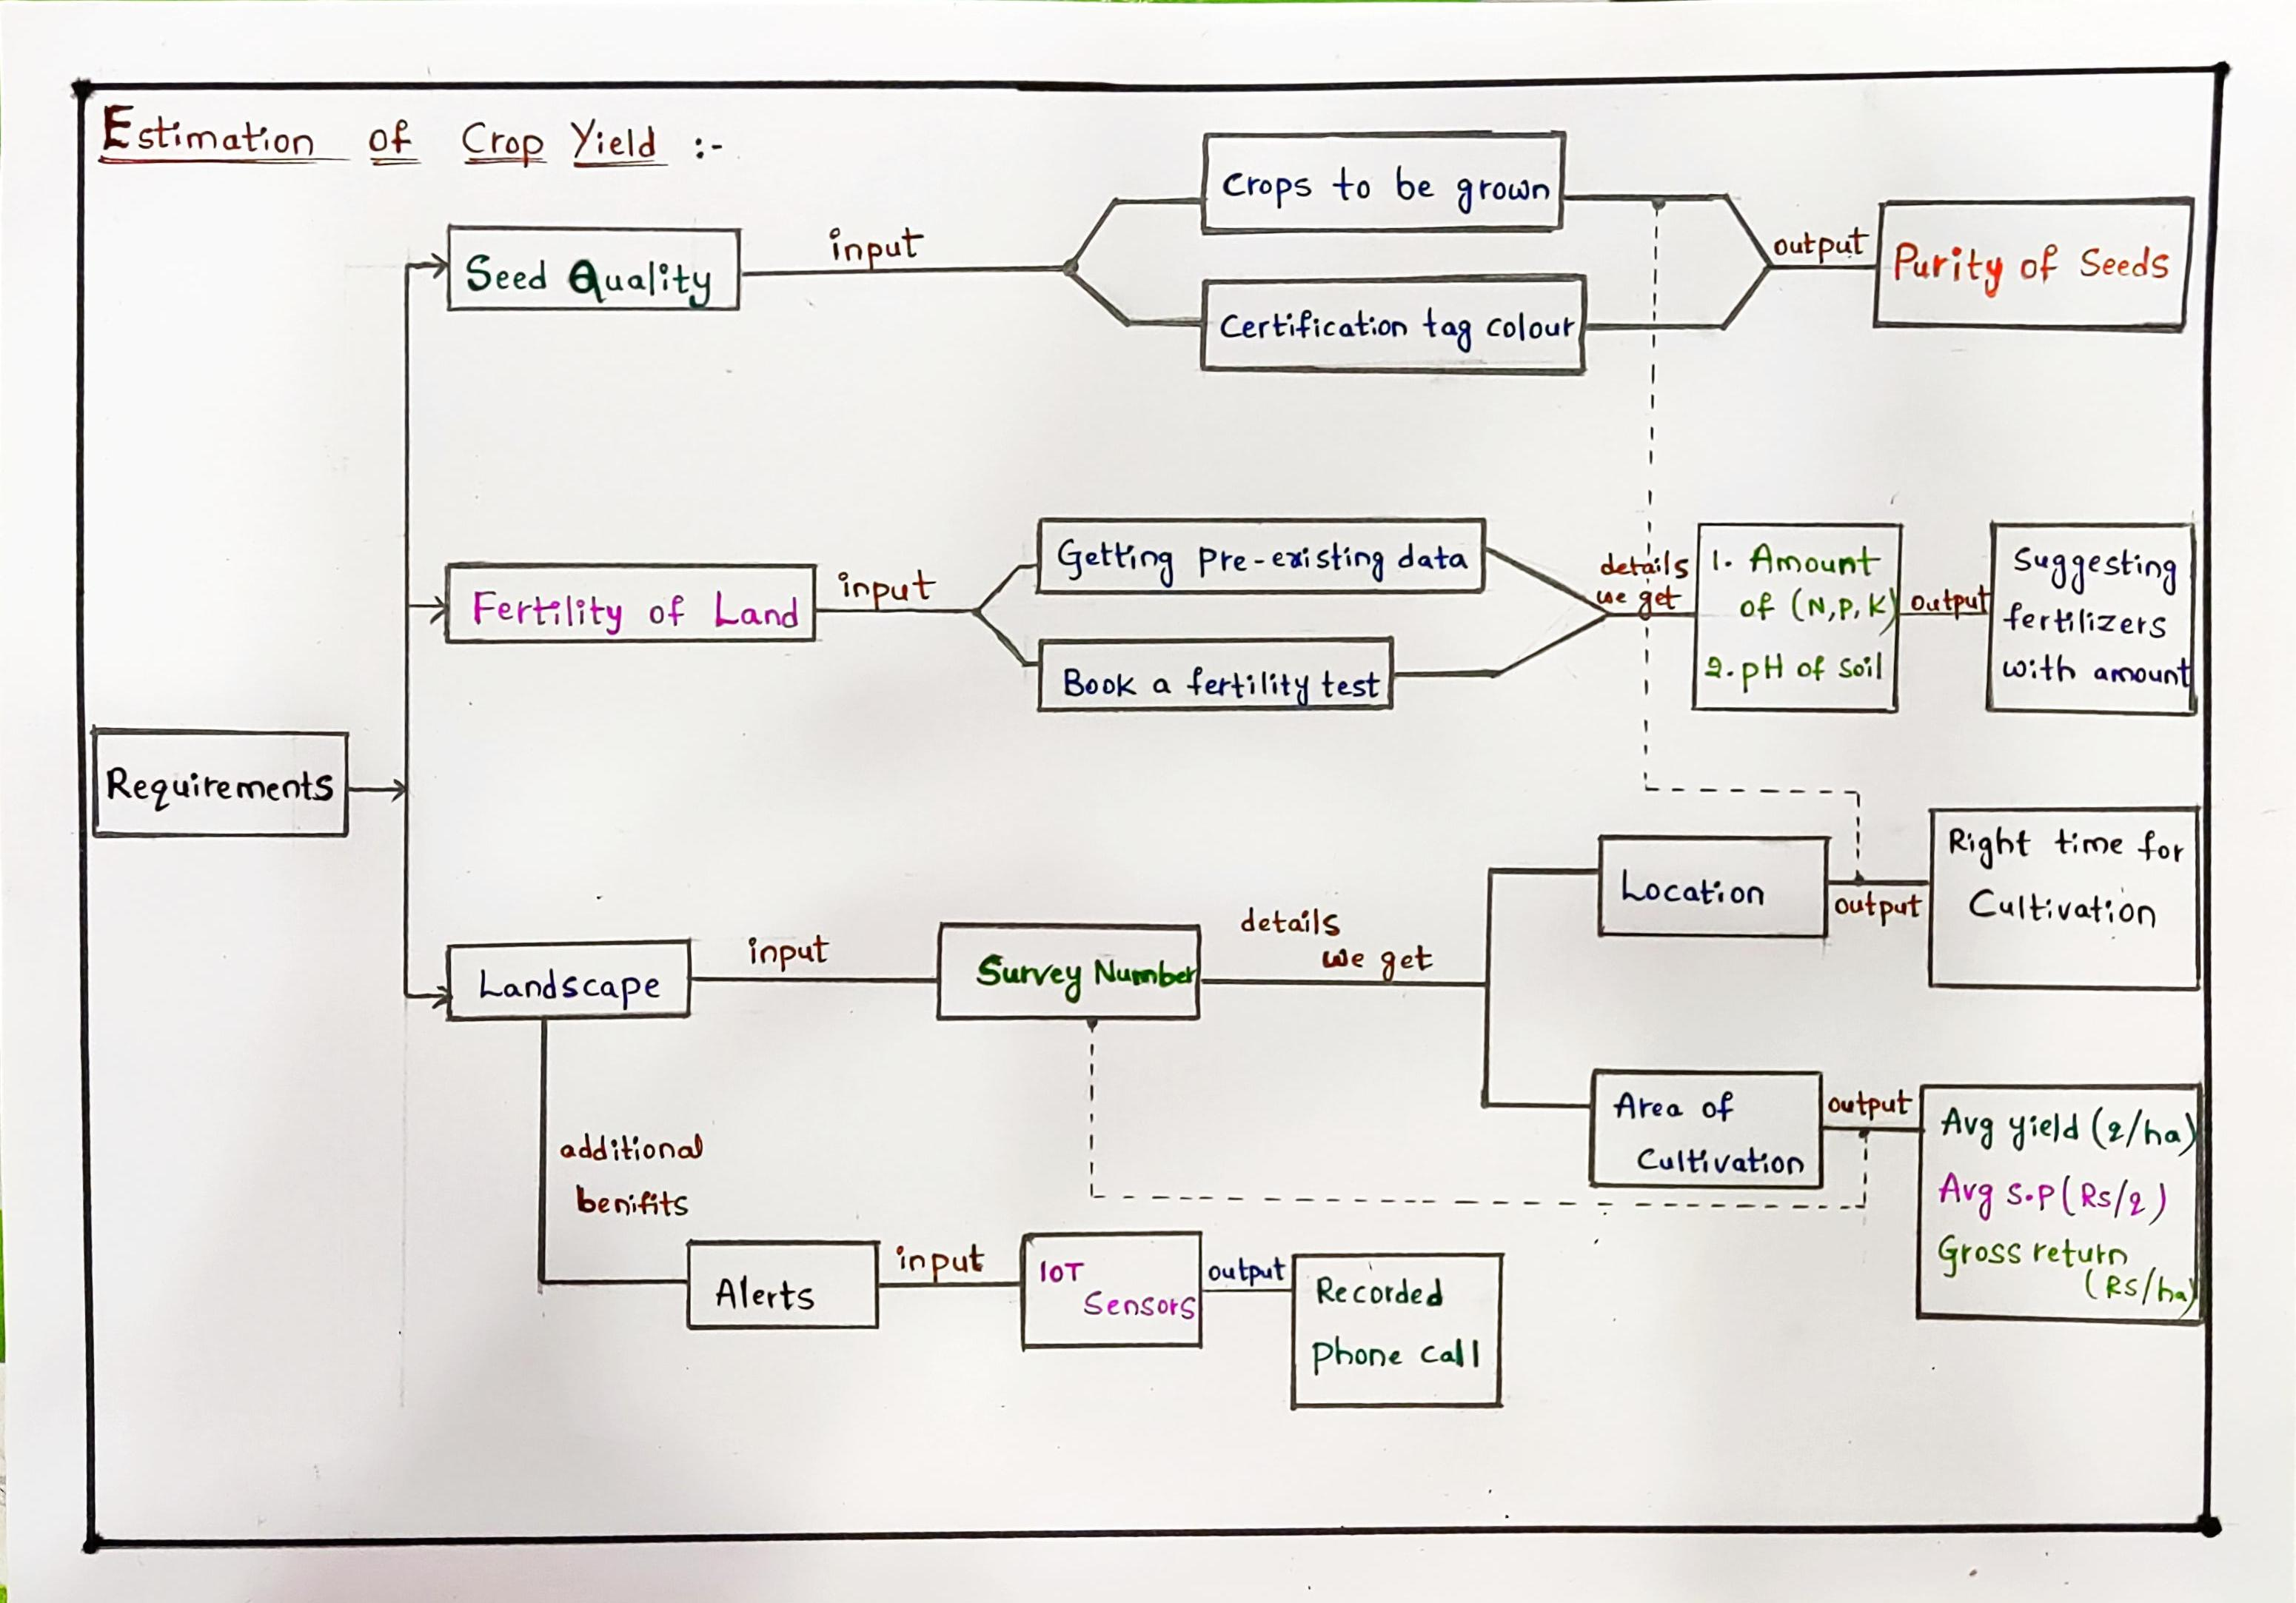 Estimation of Crop Yield :-
Crops to be grown
input
output
Seed Quality
Purity of Seeds
Certification tag colour
Getting Pre-existing data
details
we get
1. Amount
of (N,P,K)
2. pH of soil
output
Suggesting
fertilizers
with amount
input
Fertility of Land
Book a fertility test
Requirements
Location
output
Right time for
Cultivation
details
we get
input
Landscape
Survey Number
Area of
Cultivation
output
Avg yield (q/ha)
Avg S.P (Rs/q)
Gross return
(Rs/ha)
additional
benifits
Alerts
input
IOT
Sensors
output
Recorded
Phone call